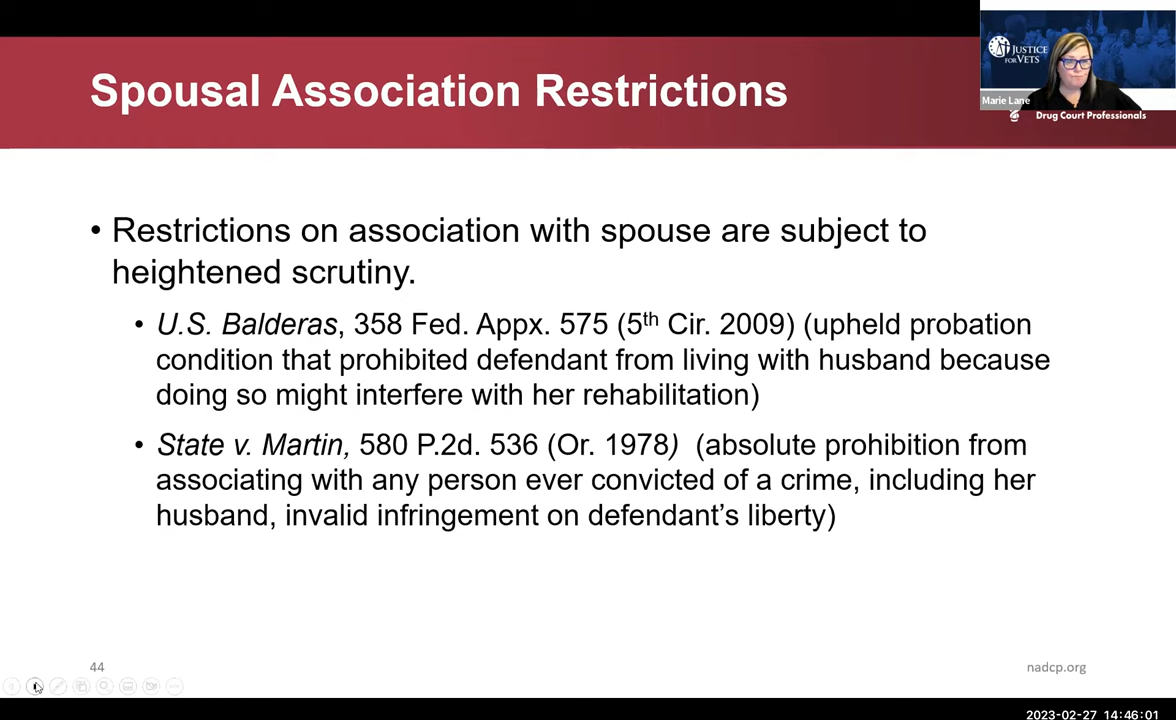 Spousal Association Restrictions
JUSTICE
FOR VETS
Marie Lane
Drug Court Professionals
• Restrictions on association with spouse are subject to
heightened scrutiny.
• U.S. Balderas, 358 Fed. Appx. 575 (5th Cir. 2009) (upheld probation
condition that prohibited defendant from living with husband because
doing so might interfere with her rehabilitation)
• State v. Martin, 580 P.2d. 536 (Or. 1978) (absolute prohibition from
associating with any person ever convicted of a crime, including her
husband, invalid infringement on defendant's liberty)
44
nadcp.org
2023-02-27 14:46:01